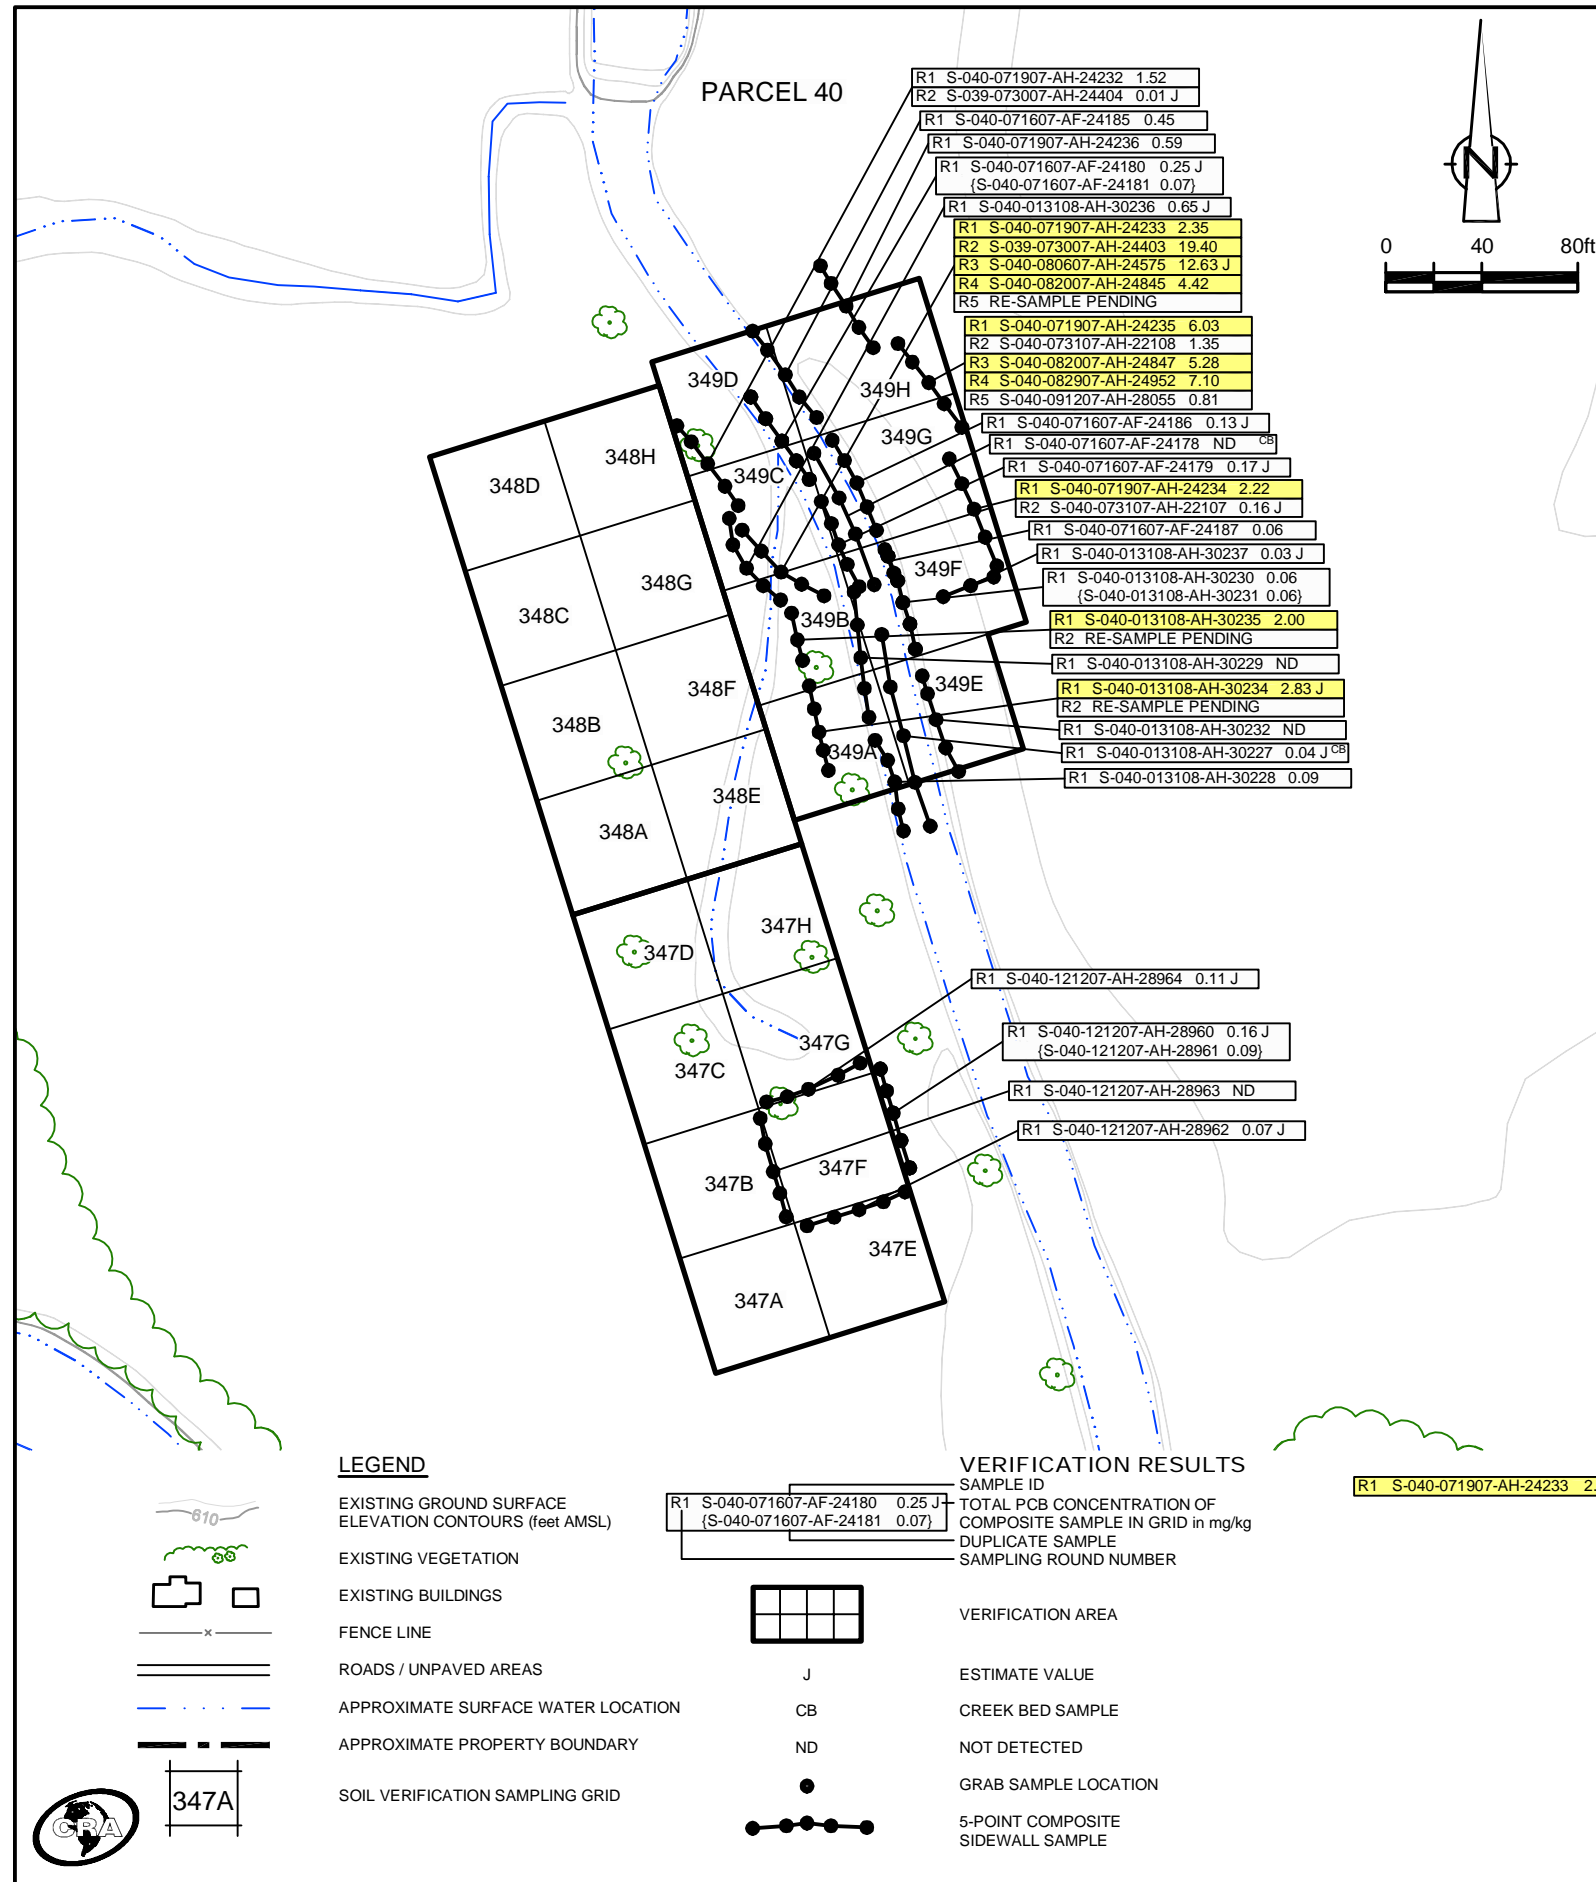 PARCEL 40
R1 S-040-071907-AH-24232 1.52
R2 S-039-073007-AH-24404 0.01 J
R1 S-040-071607-AF-24185 0.45
R1 S-040-071907-AH-24236 0.59
R1 S-040-071607-AF-24180 0.25 J
{S-040-071607-AF-24181 0.07}
R1 S-040-013108-AH-30236 0.65 J
R1 S-040-071907-AH-24233 2.35
R2 S-039-073007-AH-24403 19.40
R3 S-040-080607-AH-24575 12.63 J
R4 S-040-082007-AH-24845 4.42
R5 RE-SAMPLE PENDING
R1 S-040-071907-AH-24235 6.03
R2 S-040-073107-AH-22108 1.35
R3 S-040-082007-AH-24847 5.28
R4 S-040-082907-AH-24952 7.10
R5 S-040-091207-AH-28055 0.81
R1 S-040-071607-AF-24186 0.13 J
R1 S-040-071607-AF-24178 ND CB
R1 S-040-071607-AF-24179 0.17 J
R1 S-040-071907-AH-24234 2.22
R2 S-040-073107-AH-22107 0.16 J
R1 S-040-071607-AF-24187 0.06
R1 S-040-013108-AH-30237 0.03 J
R1 S-040-013108-AH-30230 0.06
{S-040-013108-AH-30231 0.06}
R1 S-040-013108-AH-30235 2.00
R2 RE-SAMPLE PENDING
R1 S-040-013108-AH-30229 ND
R1 S-040-013108-AH-30234 2.83 J
R2 RE-SAMPLE PENDING
R1 S-040-013108-AH-30232 ND
R1 S-040-013108-AH-30227 0.04 J CB
R1 S-040-013108-AH-30228 0.09
N
0 40 80ft
349D
349H
349C
349G
349F
349B
349E
349A
348D
348H
348C
348G
348B
348F
348A
348E
347D
347H
347C
347G
347B
347F
347A
347E
R1 S-040-121207-AH-28964 0.11 J
R1 S-040-121207-AH-28960 0.16 J
{S-040-121207-AH-28961 0.09}
R1 S-040-121207-AH-28963 ND
R1 S-040-121207-AH-28962 0.07 J
LEGEND
610
EXISTING GROUND SURFACE
ELEVATION CONTOURS (feet AMSL)
EXISTING VEGETATION
EXISTING BUILDINGS
x
FENCE LINE
ROADS / UNPAVED AREAS
APPROXIMATE SURFACE WATER LOCATION
APPROXIMATE PROPERTY BOUNDARY
347A
SOIL VERIFICATION SAMPLING GRID
CRA
VERIFICATION RESULTS
R1 S-040-071607-AF-24180 0.25 J
{S-040-071607-AF-24181 0.07}
SAMPLE ID
TOTAL PCB CONCENTRATION OF
COMPOSITE SAMPLE IN GRID in mg/kg
DUPLICATE SAMPLE
SAMPLING ROUND NUMBER
VERIFICATION AREA
J ESTIMATE VALUE
CB CREEK BED SAMPLE
ND NOT DETECTED
GRAB SAMPLE LOCATION
5-POINT COMPOSITE
SIDEWALL SAMPLE
R1 S-040-071907-AH-24233 2.